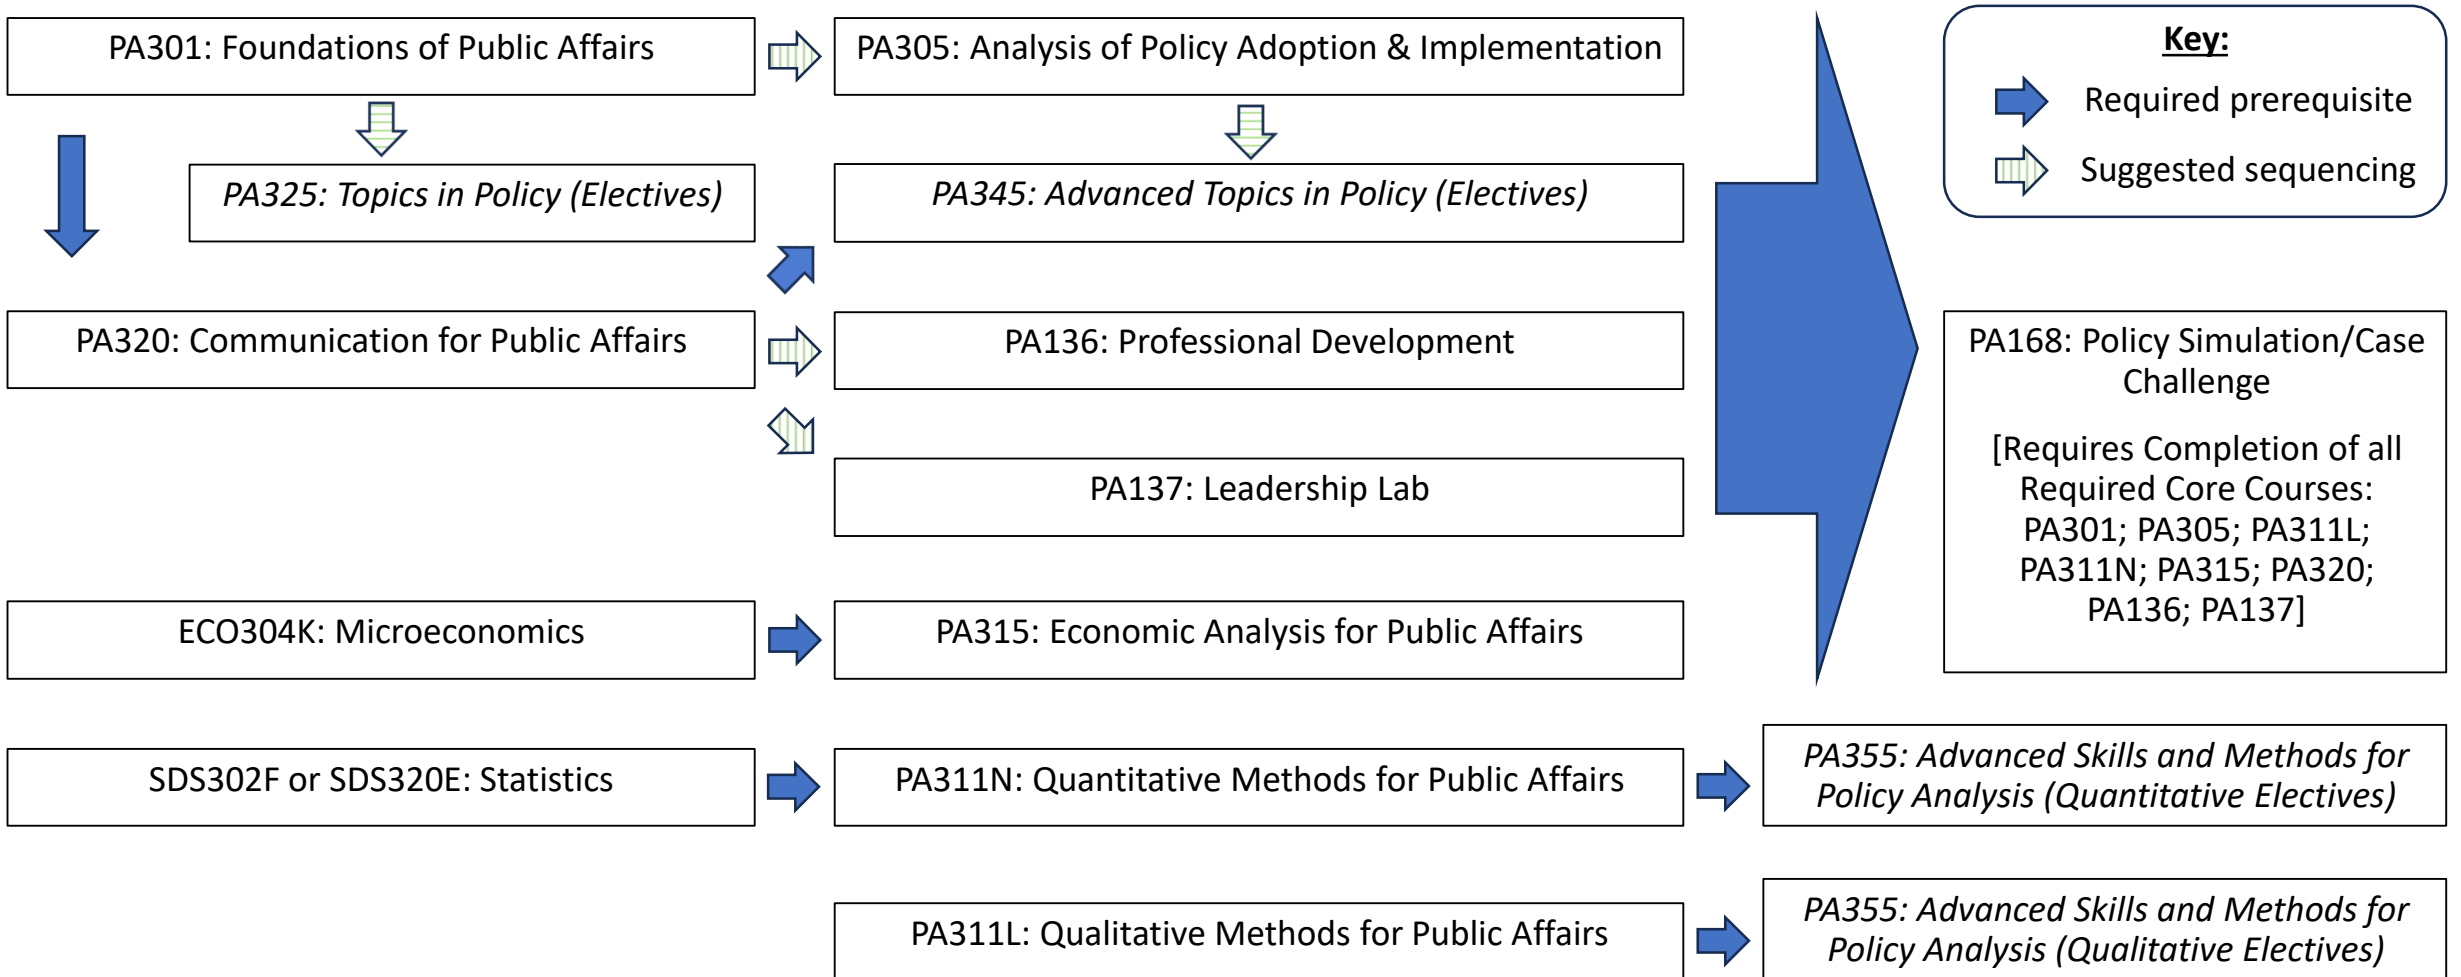 PA301: Foundations of Public Affairs
PA305: Analysis of Policy Adoption & Implementation
Key:
Required prerequisite
Suggested sequencing
PA325: Topics in Policy (Electives)
PA345: Advanced Topics in Policy (Electives)
PA320: Communication for Public Affairs
PA136: Professional Development
PA137: Leadership Lab
PA168: Policy Simulation/Case
Challenge
[Requires Completion of all
Required Core Courses:
PA301; PA305; PA311L;
PA311N; PA315; PA320;
PA136; PA137]
ECO304K: Microeconomics
PA315: Economic Analysis for Public Affairs
SDS302F or SDS320E: Statistics
PA311N: Quantitative Methods for Public Affairs
PA355: Advanced Skills and Methods for
Policy Analysis (Quantitative Electives)
PA311L: Qualitative Methods for Public Affairs
PA355: Advanced Skills and Methods for
Policy Analysis (Qualitative Electives)